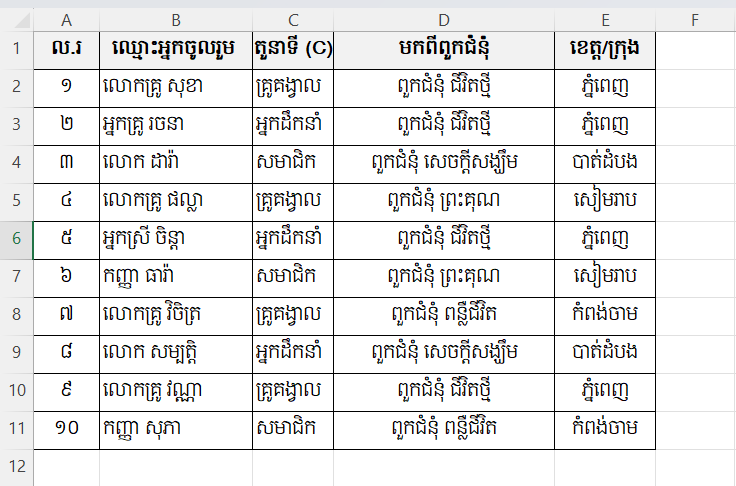 A B C D E F
1 ល.រ ឈ្មោះអ្នកចូលរួម តួនាទី (C) មកពីពួកជំនុំ ខេត្ត/ក្រុង
2 ១ លោកគ្រូ សុខា គ្រូគង្វាល ពួកជំនុំ ជីវិតថ្មី ភ្នំពេញ
3 ២ អ្នកគ្រូ រចនា អ្នកដឹកនាំ ពួកជំនុំ ជីវិតថ្មី ភ្នំពេញ
4 ៣ លោក ដារ៉ា សមាជិក ពួកជំនុំ សេចក្ដីសង្ឃឹម បាត់ដំបង
5 ៤ លោកគ្រូ ផល្លា គ្រូគង្វាល ពួកជំនុំ ព្រះគុណ សៀមរាប
6 ៥ អ្នកស្រី ចិន្តា អ្នកដឹកនាំ ពួកជំនុំ ជីវិតថ្មី ភ្នំពេញ
7 ៦ កញ្ញា ធារ៉ា សមាជិក ពួកជំនុំ ព្រះគុណ សៀមរាប
8 ៧ លោកគ្រូ វិចិត្រ គ្រូគង្វាល ពួកជំនុំ ពន្លឺជីវិត កំពង់ចាម
9 ៨ លោក សម្បត្តិ អ្នកដឹកនាំ ពួកជំនុំ សេចក្ដីសង្ឃឹម បាត់ដំបង
10 ៩ លោកគ្រូ វណ្ណា គ្រូគង្វាល ពួកជំនុំ ជីវិតថ្មី ភ្នំពេញ
11 ១០ កញ្ញា សុភា សមាជិក ពួកជំនុំ ពន្លឺជីវិត កំពង់ចាម
12